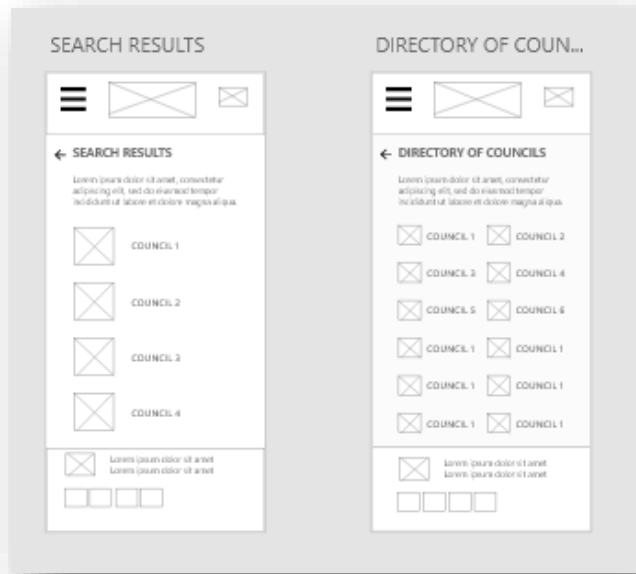 SEARCH RESULTS
SEARCH RESULTS
Lorem ipsum dolor sit amet, consectetur
adipiscing elit, sed do eiusmod tempor
incididunt ut labore et dolore magna aliqua.
COUNCIL 1
COUNCIL 2
COUNCIL 3
COUNCIL 4
Lorem ipsum dolor sit amet
Lorem ipsum dolor sit amet
DIRECTORY OF COUN...
DIRECTORY OF COUNCILS
Lorem ipsum dolor sit amet, consectetur
adipiscing elit, sed do eiusmod tempor
incididunt ut labore et dolore magna aliqua.
COUNCIL 1 COUNCIL 2
COUNCIL 3 COUNCIL 4
COUNCIL 5 COUNCIL 6
COUNCIL 1 COUNCIL 1
COUNCIL 1 COUNCIL 1
COUNCIL 1 COUNCIL 1
Lorem ipsum dolor sit amet
Lorem ipsum dolor sit amet